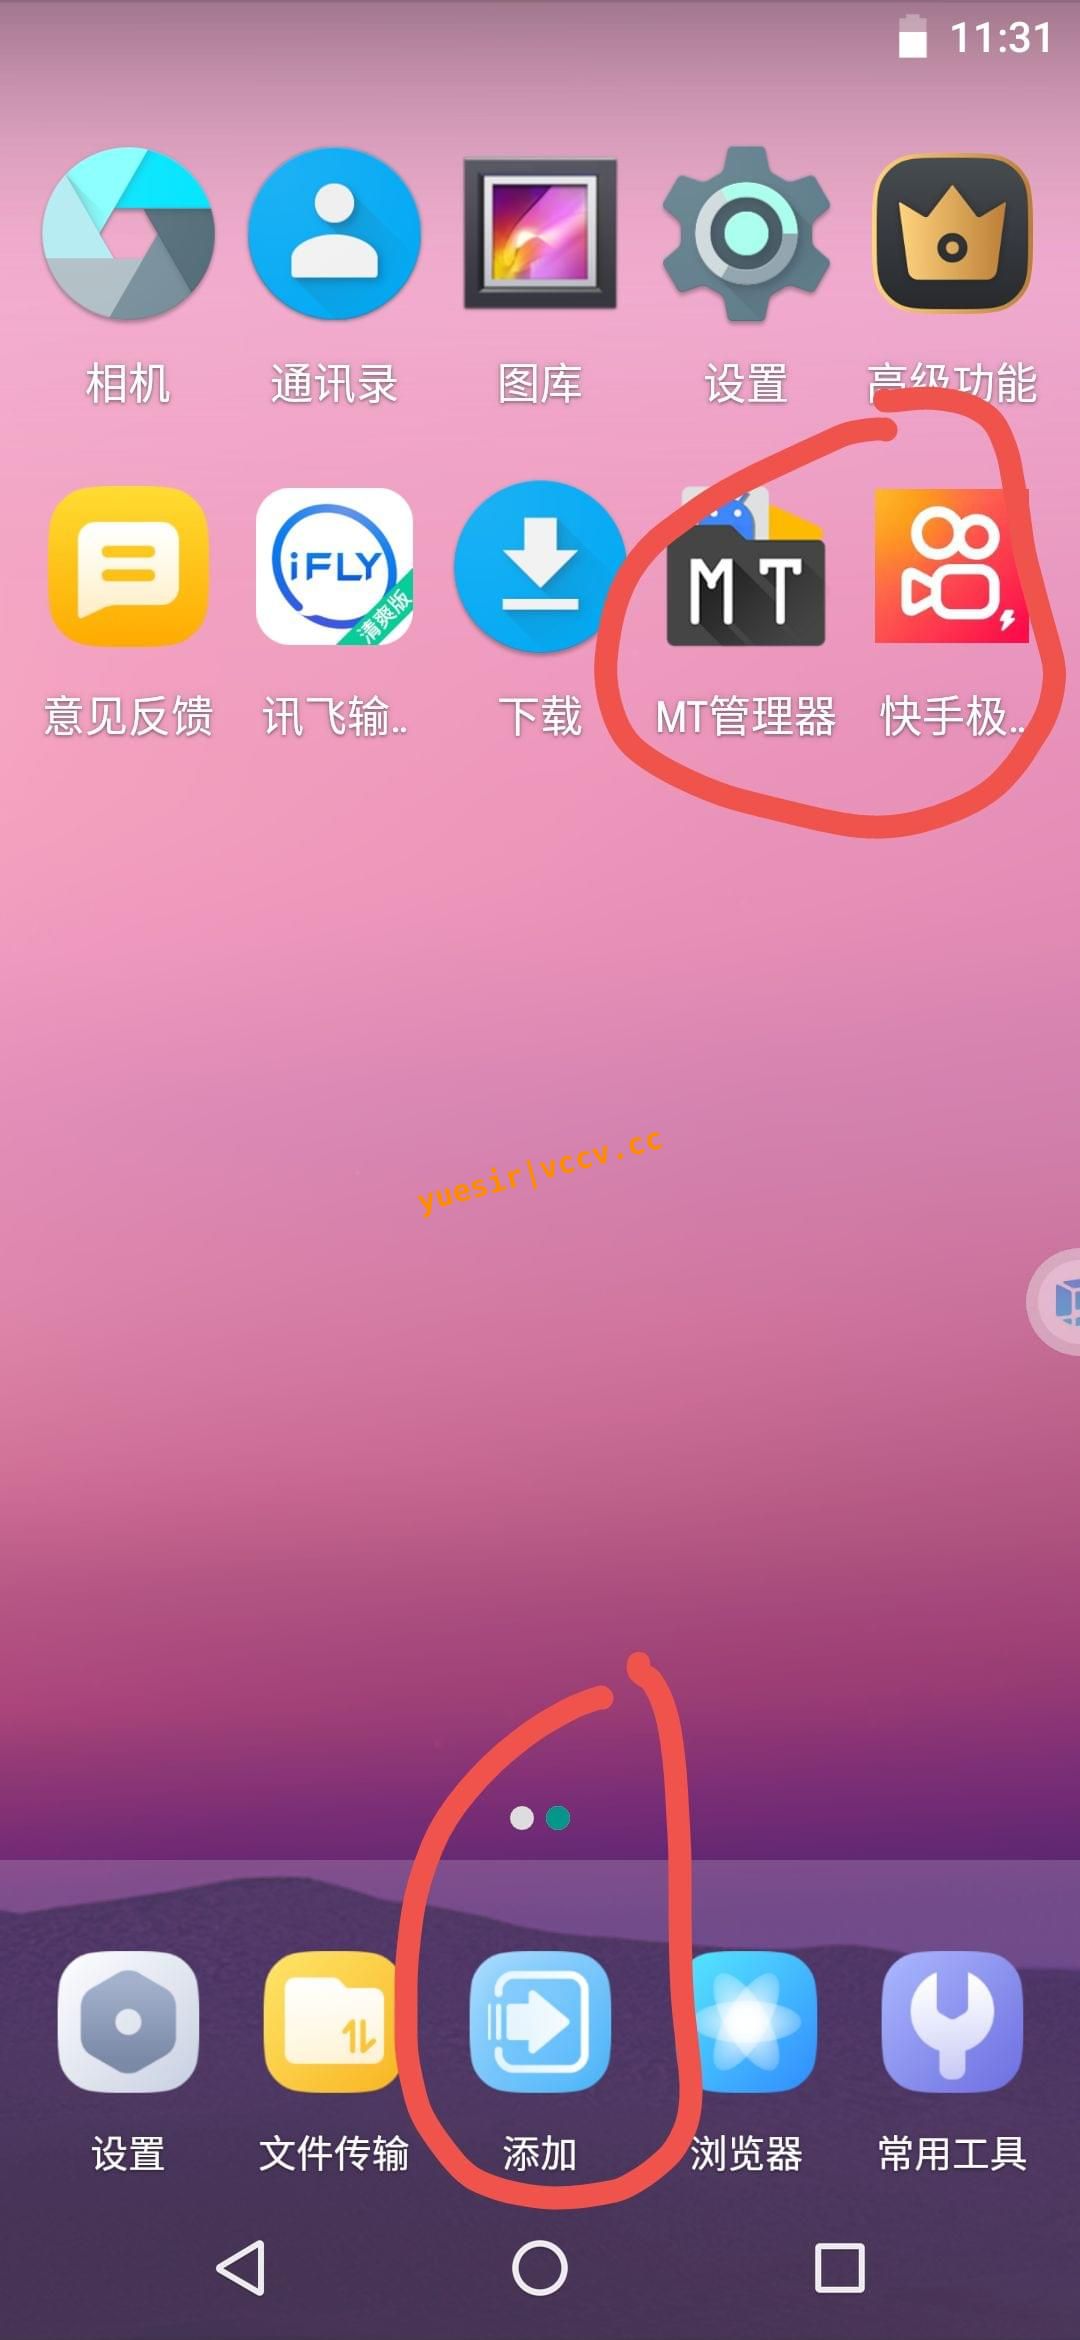 11:31
相机 通讯录 图库 设置 高级功能
iFLY
清爽版
MT
意见反馈 讯飞输.. 下载 MT管理器 快手极..
yuesir|vccv.cc
设置 文件传输 添加 浏览器 常用工具